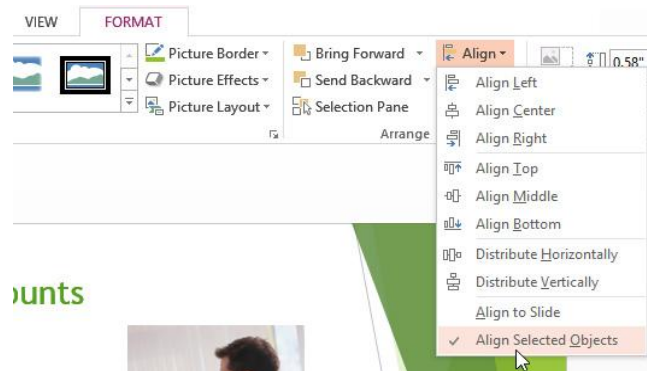 VIEW FORMAT
Picture Border
Picture Effects
Picture Layout
Bring Forward
Send Backward
Selection Pane
Arrange
Align
0.58"
Align Left
Align Center
Align Right
Align Top
Align Middle
Align Bottom
Distribute Horizontally
Distribute Vertically
Align to Slide
Align Selected Objects
ounts